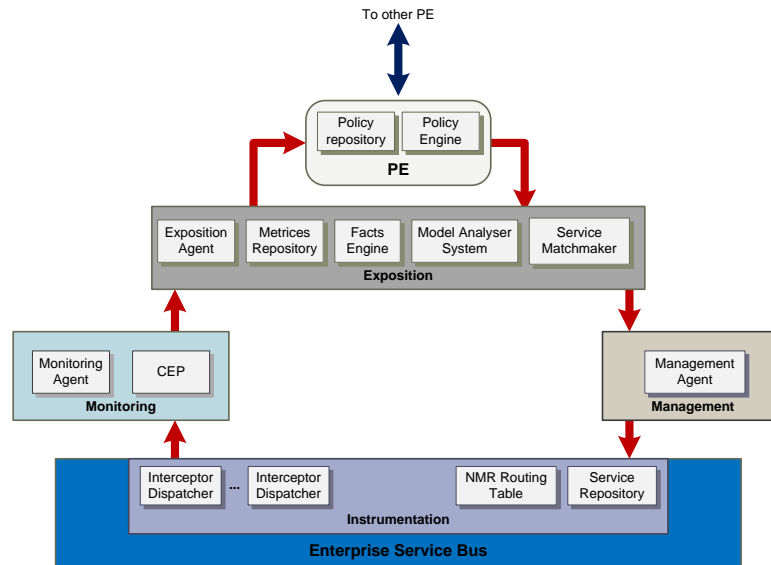 To other PE
Policy
repository
Policy
Engine
PE
Exposition
Agent
Metrices
Repository
Facts
Engine
Model Analyser
System
Service
Matchmaker
Exposition
Monitoring
Agent
CEP
Monitoring
Management
Agent
Management
Interceptor
Dispatcher
...
Interceptor
Dispatcher
NMR Routing
Table
Service
Repository
Instrumentation
Enterprise Service Bus